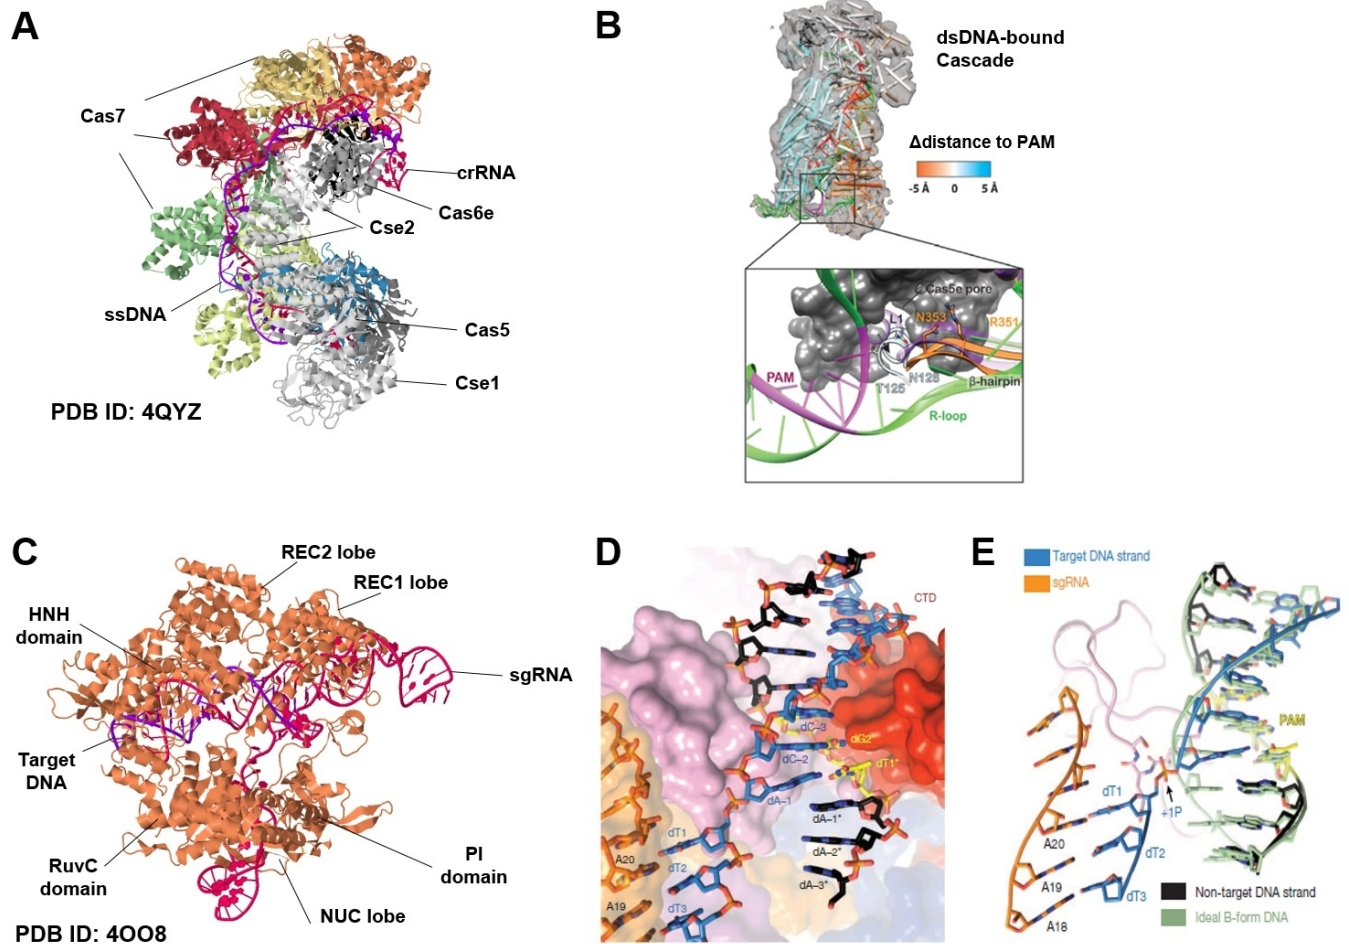 A
Cas7
crRNA
Cas6e
Cse2
ssDNA
Cas5
Cse1
PDB ID: 4QYZ
B
dsDNA-bound
Cascade
Δdistance to PAM
-5 Å 0 5 Å
Cas5e pore
L1
N353
R351
PAM
T125
N126
β-hairpin
R-loop
C
REC2 lobe
REC1 lobe
HNH
domain
sgRNA
Target
DNA
RuvC
domain
PI
domain
NUC lobe
PDB ID: 4OO8
D
CTD
dC–3
dG2*
dC–2
dT1*
dA–1
dA–1*
dT1
dA–2*
A20
dT2
dA–3*
A19
dT3
E
Target DNA strand
sgRNA
PAM
dT1
+1P
A20
dT2
A19
dT3
A18
Non-target DNA strand
Ideal B-form DNA